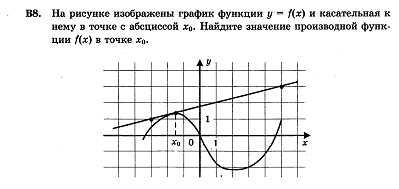 В8. На рисунке изображены график функции y = f(x) и касательная к
нему в точке с абсциссой x₀. Найдите значение производной функ-
ции f(x) в точке x₀.
y
1
x₀ 0 1 x